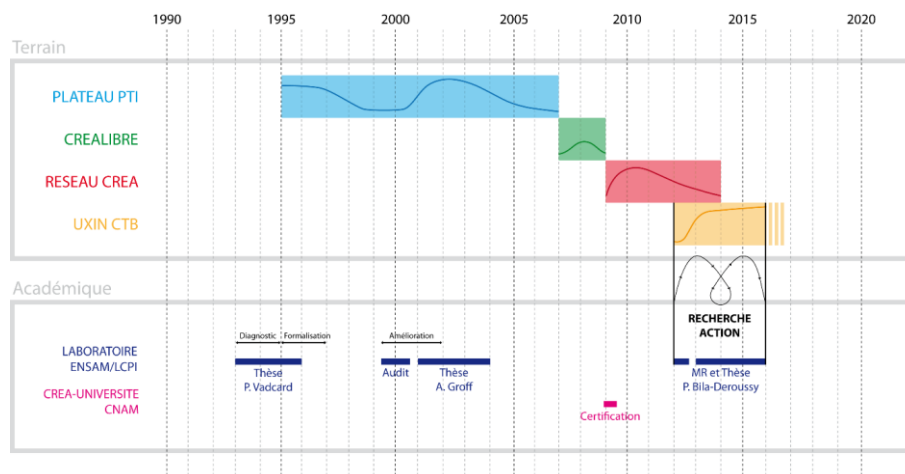 1990 1995 2000 2005 2010 2015 2020
Terrain
PLATEAU PTI
CREALIBRE
RESEAU CREA
UXIN CTB
Académique
RECHERCHE
ACTION
Diagnostic Formalisation Amélioration
LABORATOIRE
ENSAM/LCPI
Thèse
P. Vadcard
Audit
Thèse
A. Groff
MR et Thèse
P. Bila-Deroussy
CREA-UNIVERSITE
CNAM
Certification